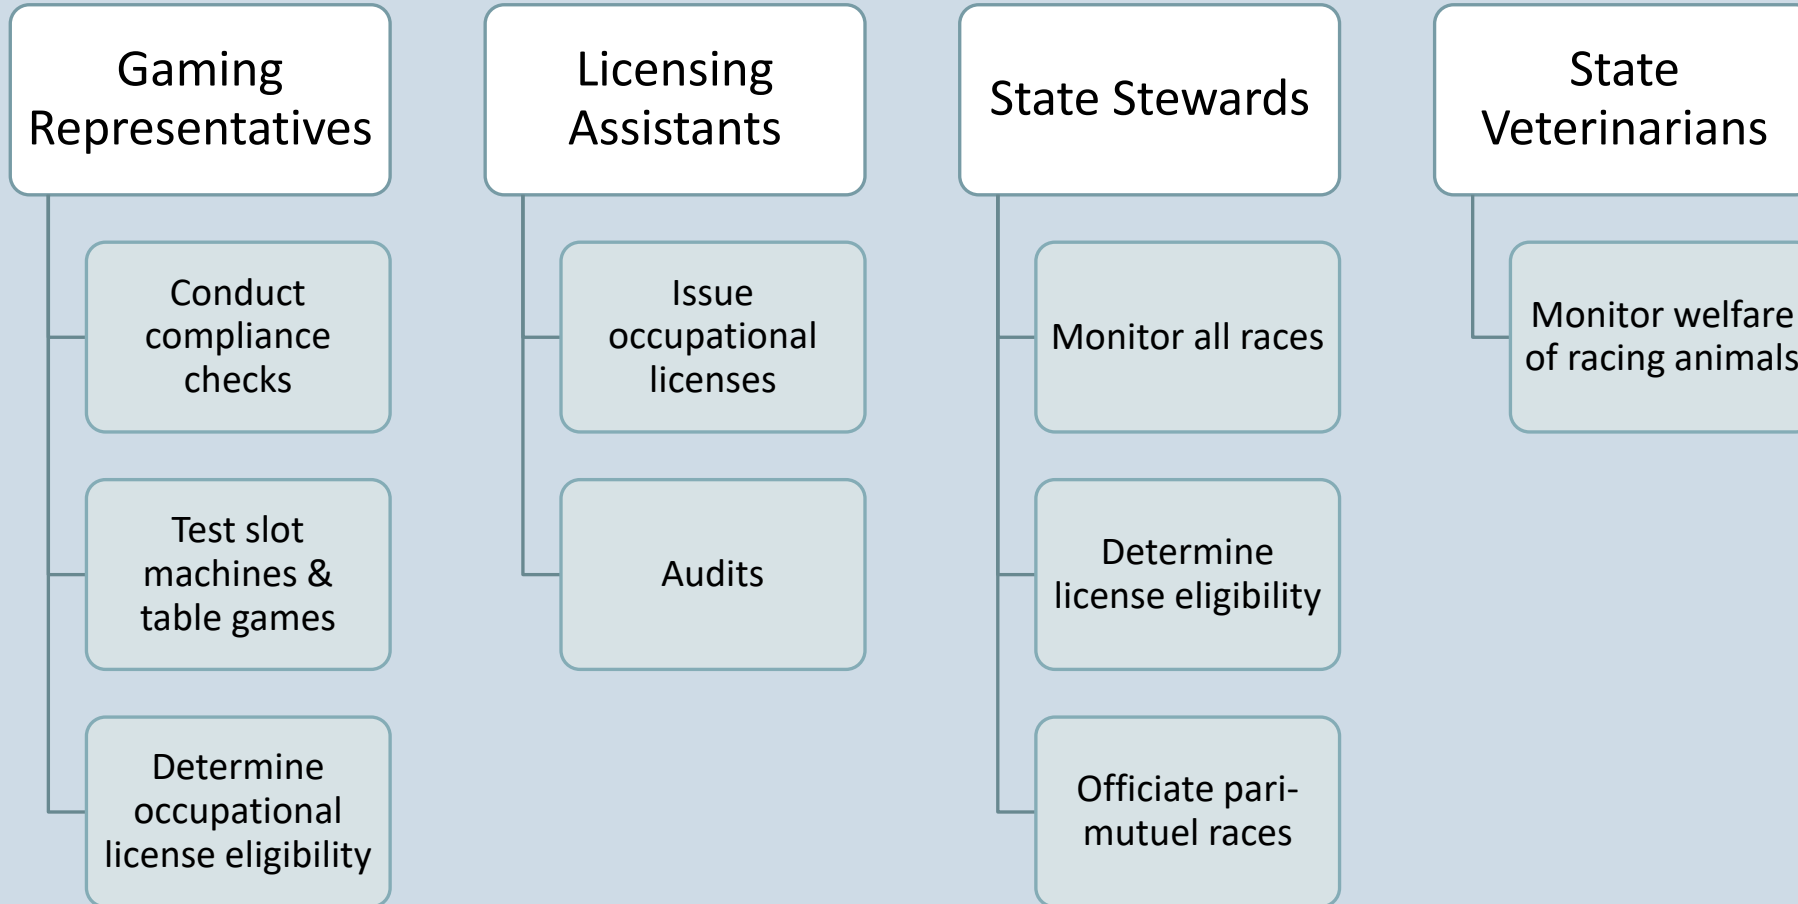 Gaming
Representatives
Conduct
compliance
checks
Test slot
machines &
table games
Determine
occupational
license eligibility
Licensing
Assistants
Issue
occupational
licenses
Audits
State Stewards
Monitor all races
Determine
license eligibility
Officiate pari-
mutuel races
State
Veterinarians
Monitor welfare
of racing animals